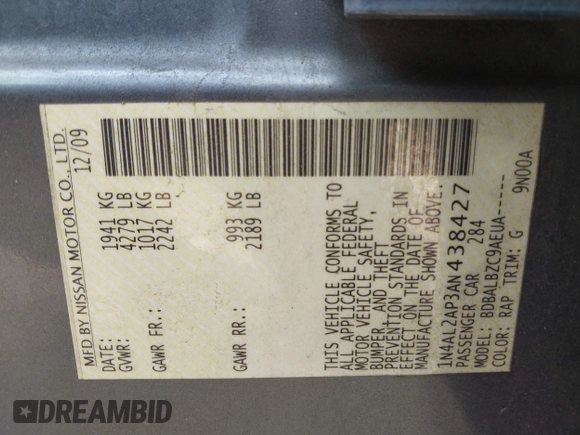 MFD BY NISSAN MOTOR CO., LTD.
DATE: 12/09
GVWR: 1941 KG
4279 LB
GAWR FR.: 1017 KG
2242 LB
GAWR RR.: 993 KG
2189 LB
THIS VEHICLE CONFORMS TO
ALL APPLICABLE FEDERAL
MOTOR VEHICLE SAFETY,
BUMPER, AND THEFT
PREVENTION STANDARDS IN
EFFECT ON THE DATE OF
MANUFACTURE SHOWN ABOVE.
1N4AL2AP3AN438427
PASSENGER CAR 284
MODEL: BDBALBZC9AEUA-----
COLOR: RAP TRIM: G 9N00A
DREAMBID